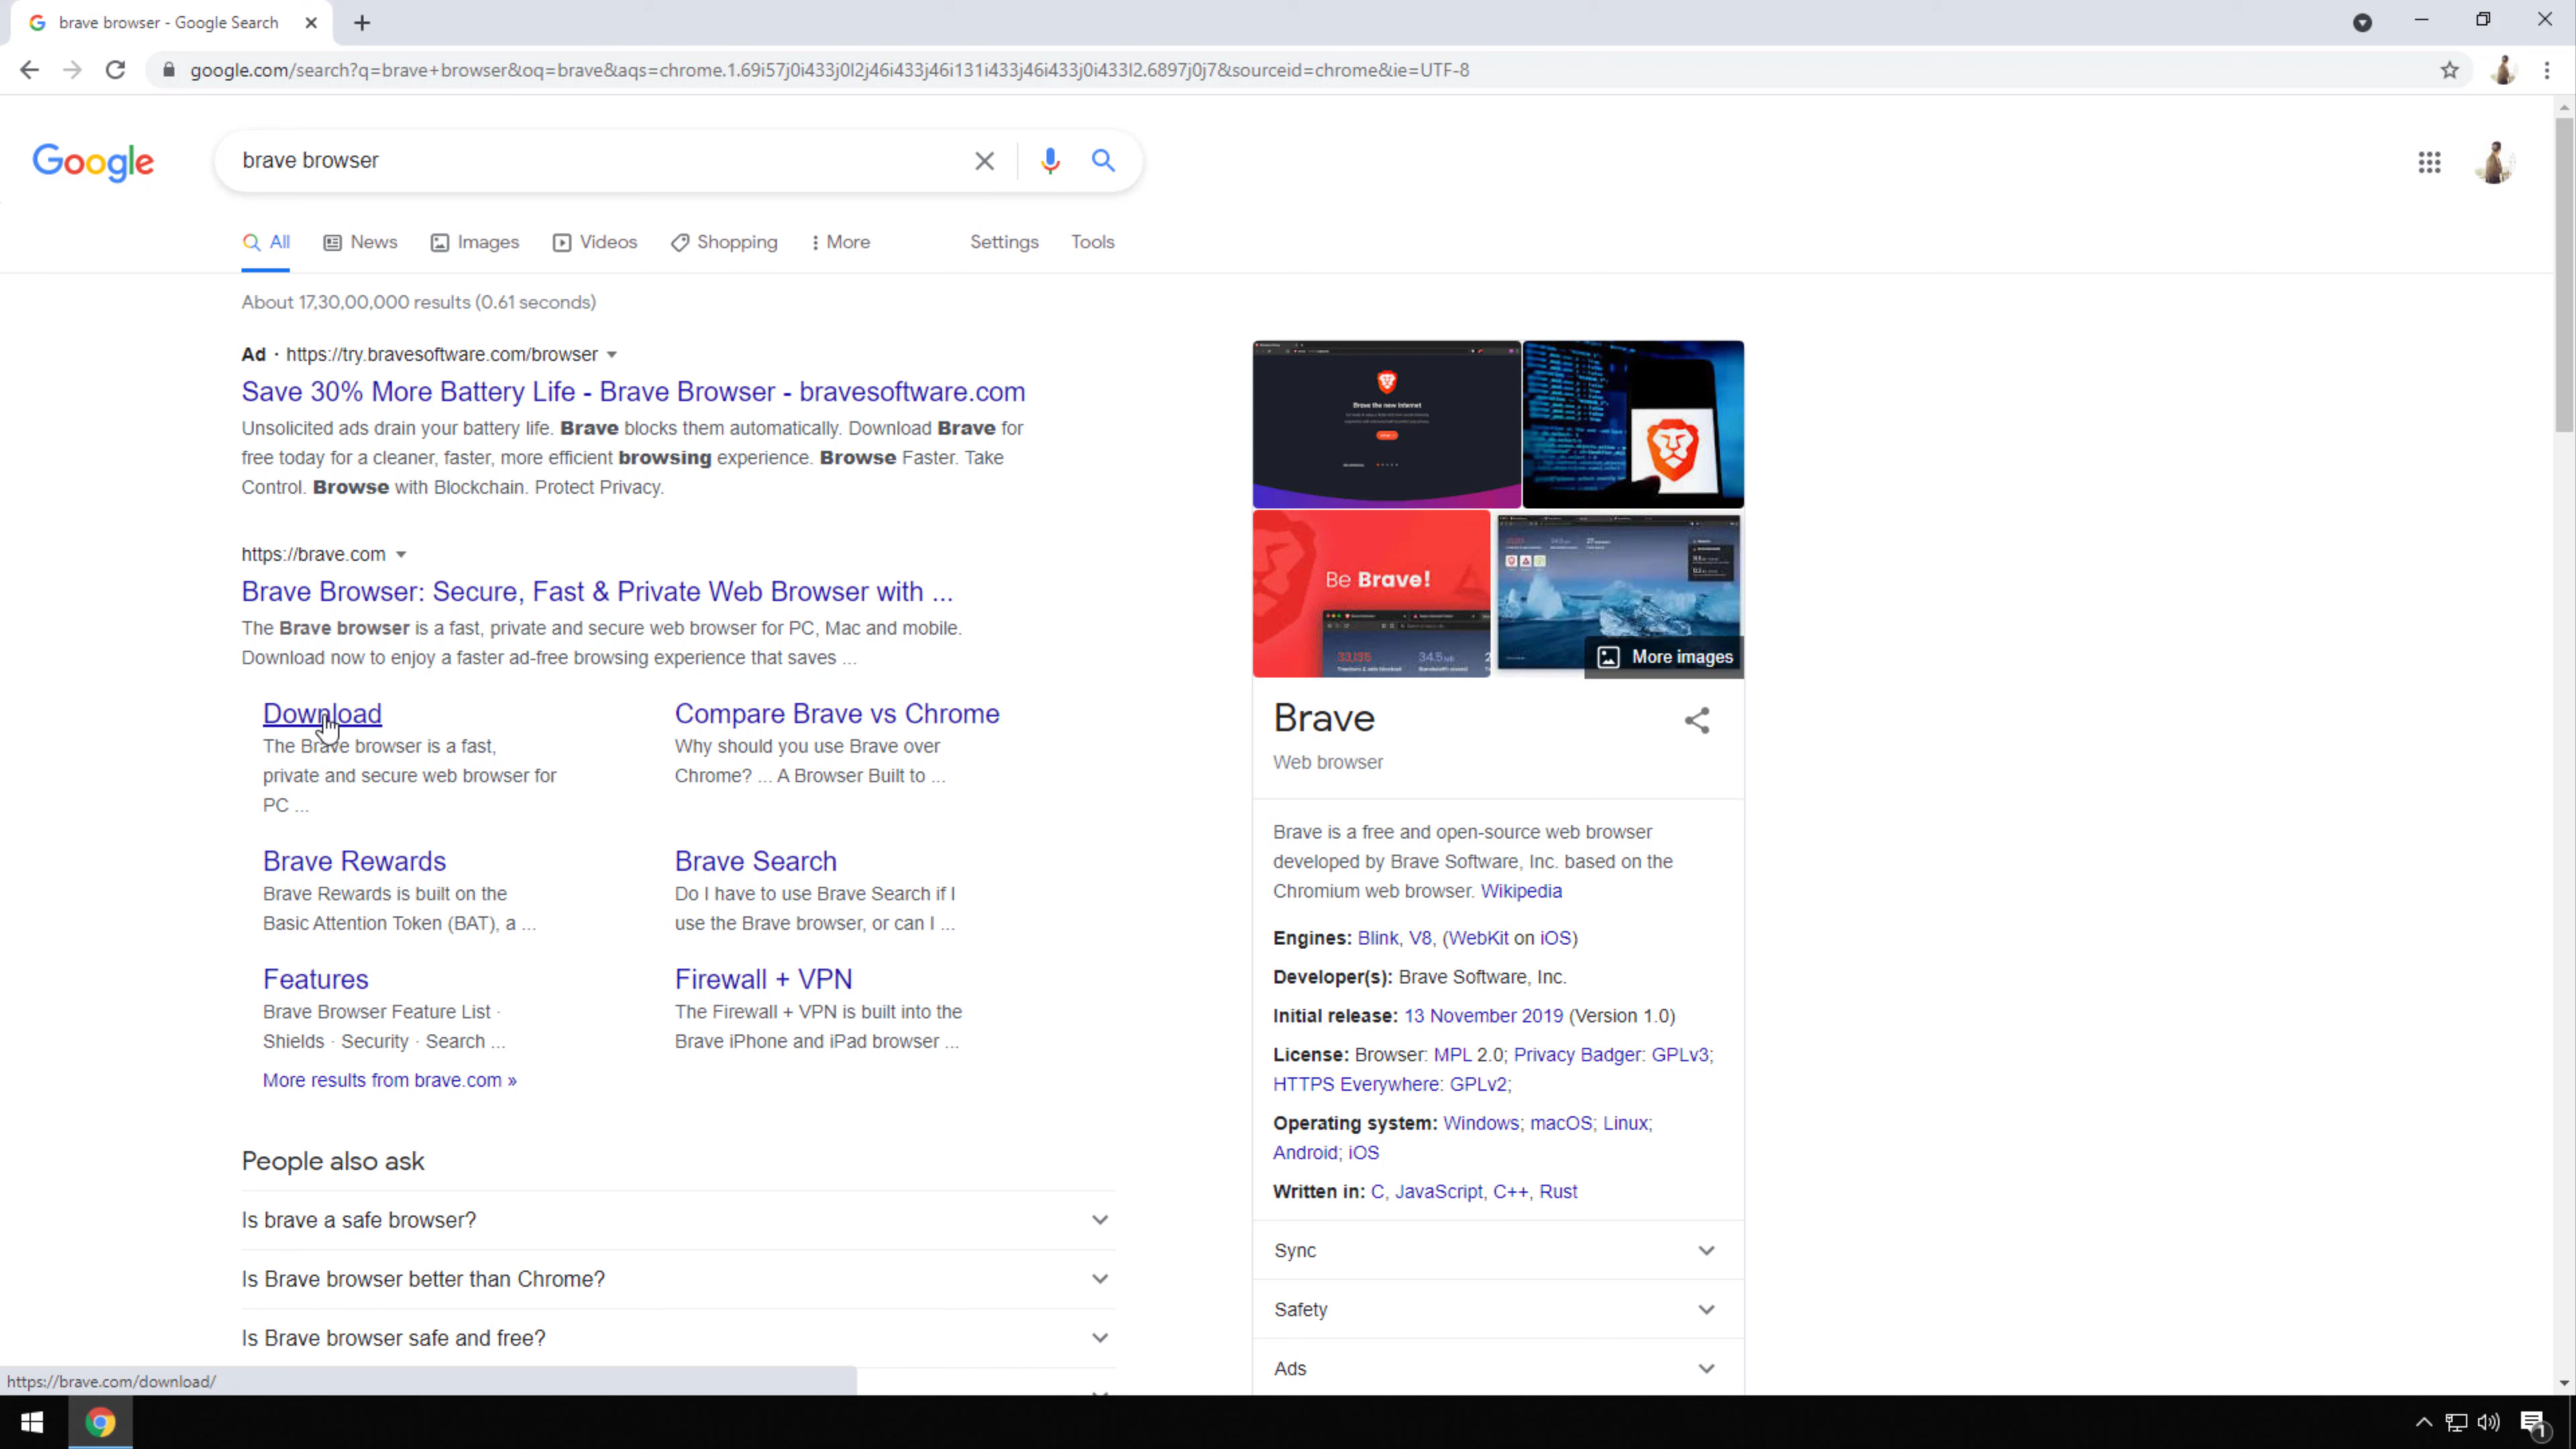 brave browser - Google Search
google.com/search?q=brave+browser&oq=brave&aqs=chrome.1.69i57j0i433j0l2j46i433j46i131i433j46i433j0i433l2.6897j0j7&sourceid=chrome&ie=UTF-8
Google
brave browser
All News Images Videos Shopping More Settings Tools
About 17,30,00,000 results (0.61 seconds)
Ad · https://try.bravesoftware.com/browser
Save 30% More Battery Life - Brave Browser - bravesoftware.com
Unsolicited ads drain your battery life. Brave blocks them automatically. Download Brave for
free today for a cleaner, faster, more efficient browsing experience. Browse Faster. Take
Control. Browse with Blockchain. Protect Privacy.
https://brave.com
Brave Browser: Secure, Fast & Private Web Browser with ...
The Brave browser is a fast, private and secure web browser for PC, Mac and mobile.
Download now to enjoy a faster ad-free browsing experience that saves ...
Download
The Brave browser is a fast,
private and secure web browser for
PC ...
Compare Brave vs Chrome
Why should you use Brave over
Chrome? ... A Browser Built to ...
Brave Rewards
Brave Rewards is built on the
Basic Attention Token (BAT), a ...
Brave Search
Do I have to use Brave Search if I
use the Brave browser, or can I ...
Features
Brave Browser Feature List ·
Shields · Security · Search ...
Firewall + VPN
The Firewall + VPN is built into the
Brave iPhone and iPad browser ...
More results from brave.com »
People also ask
Is brave a safe browser?
Is Brave browser better than Chrome?
Is Brave browser safe and free?
https://brave.com/download/
Brave the new Internet
Be Brave!
33,135
34.5 MB
More images
Brave
Web browser
Brave is a free and open-source web browser
developed by Brave Software, Inc. based on the
Chromium web browser. Wikipedia
Engines: Blink, V8, (WebKit on iOS)
Developer(s): Brave Software, Inc.
Initial release: 13 November 2019 (Version 1.0)
License: Browser: MPL 2.0; Privacy Badger: GPLv3;
HTTPS Everywhere: GPLv2;
Operating system: Windows; macOS; Linux;
Android; iOS
Written in: C, JavaScript, C++, Rust
Sync
Safety
Ads
1